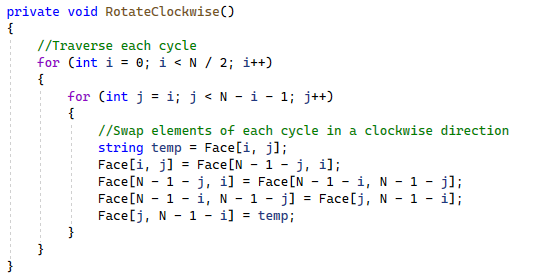 private void RotateClockwise()
{
    //Traverse each cycle
    for (int i = 0; i < N / 2; i++)
    {
        for (int j = i; j < N - i - 1; j++)
        {
            //Swap elements of each cycle in a clockwise direction
            string temp = Face[i, j];
            Face[i, j] = Face[N - 1 - j, i];
            Face[N - 1 - j, i] = Face[N - 1 - i, N - 1 - j];
            Face[N - 1 - i, N - 1 - j] = Face[j, N - 1 - i];
            Face[j, N - 1 - i] = temp;
        }
    }
}